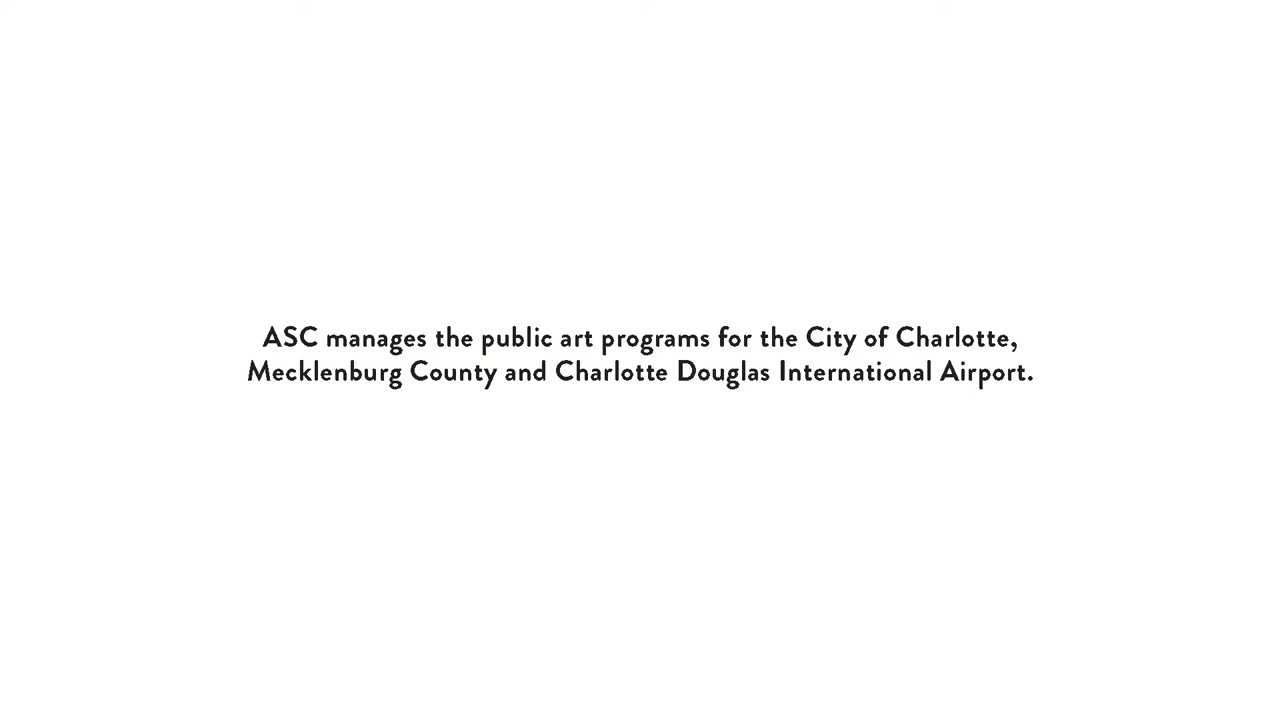 ASC manages the public art programs for the City of Charlotte,
Mecklenburg County and Charlotte Douglas International Airport.